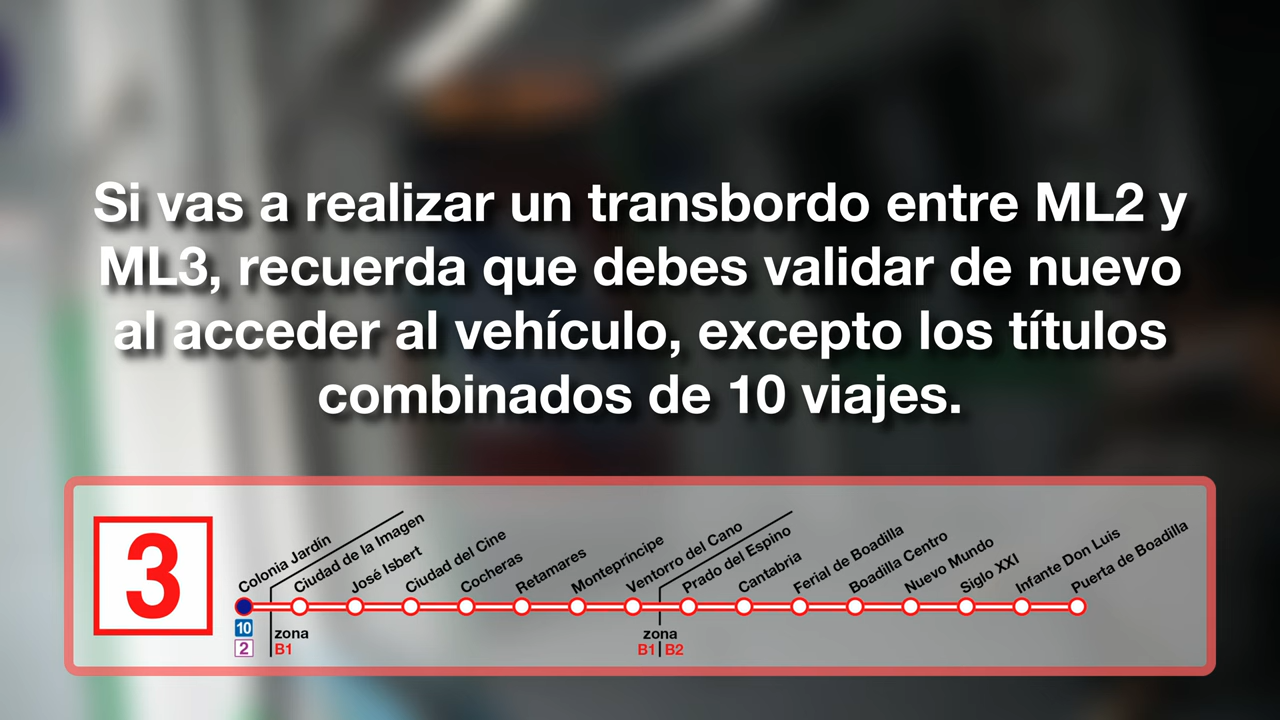 Si vas a realizar un transbordo entre ML2 y
ML3, recuerda que debes validar de nuevo
al acceder al vehículo, excepto los títulos
combinados de 10 viajes.
3
Colonia Jardín
Ciudad de la Imagen
José Isbert
Ciudad del Cine
Cocheras
Retamares
Montepríncipe
Ventorro del Cano
Prado del Espino
Cantabria
Ferial de Boadilla
Boadilla Centro
Nuevo Mundo
Siglo XXI
Infante Don Luis
Puerta de Boadilla
10
2
zona
B1
zona
B1 | B2